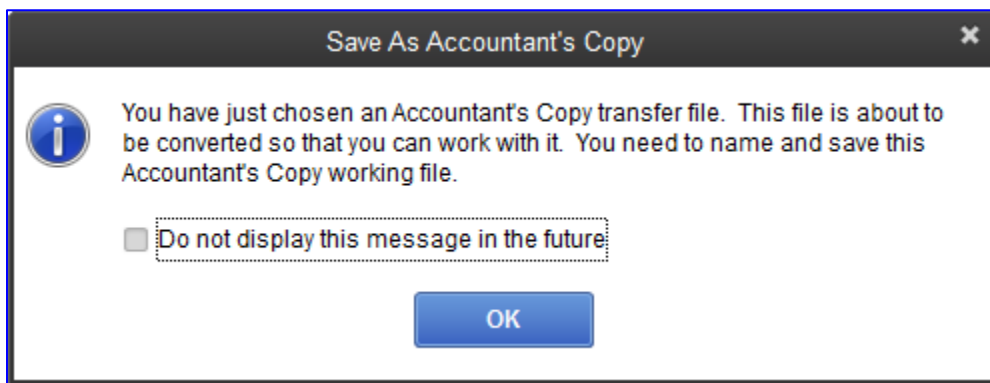 Save As Accountant's Copy
You have just chosen an Accountant's Copy transfer file. This file is about to
be converted so that you can work with it. You need to name and save this
Accountant's Copy working file.
Do not display this message in the future
OK